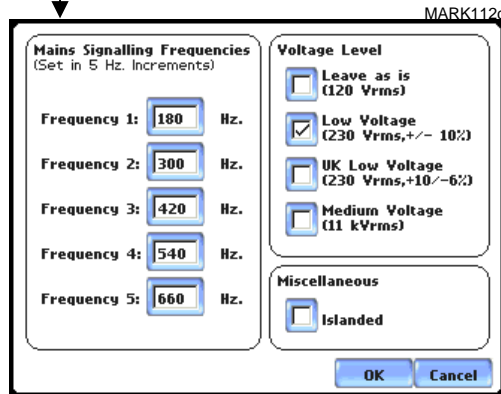 MARK112
Mains Signalling Frequencies
(Set in 5 Hz. Increments)
Frequency 1: 180 Hz.
Frequency 2: 300 Hz.
Frequency 3: 420 Hz.
Frequency 4: 540 Hz.
Frequency 5: 660 Hz.
Voltage Level
Leave as is
(120 Vrms)
Low Voltage
(230 Vrms,+/- 10%)
UK Low Voltage
(230 Vrms,+10/-6%)
Medium Voltage
(11 kVrms)
Miscellaneous
Islanded
OK Cancel